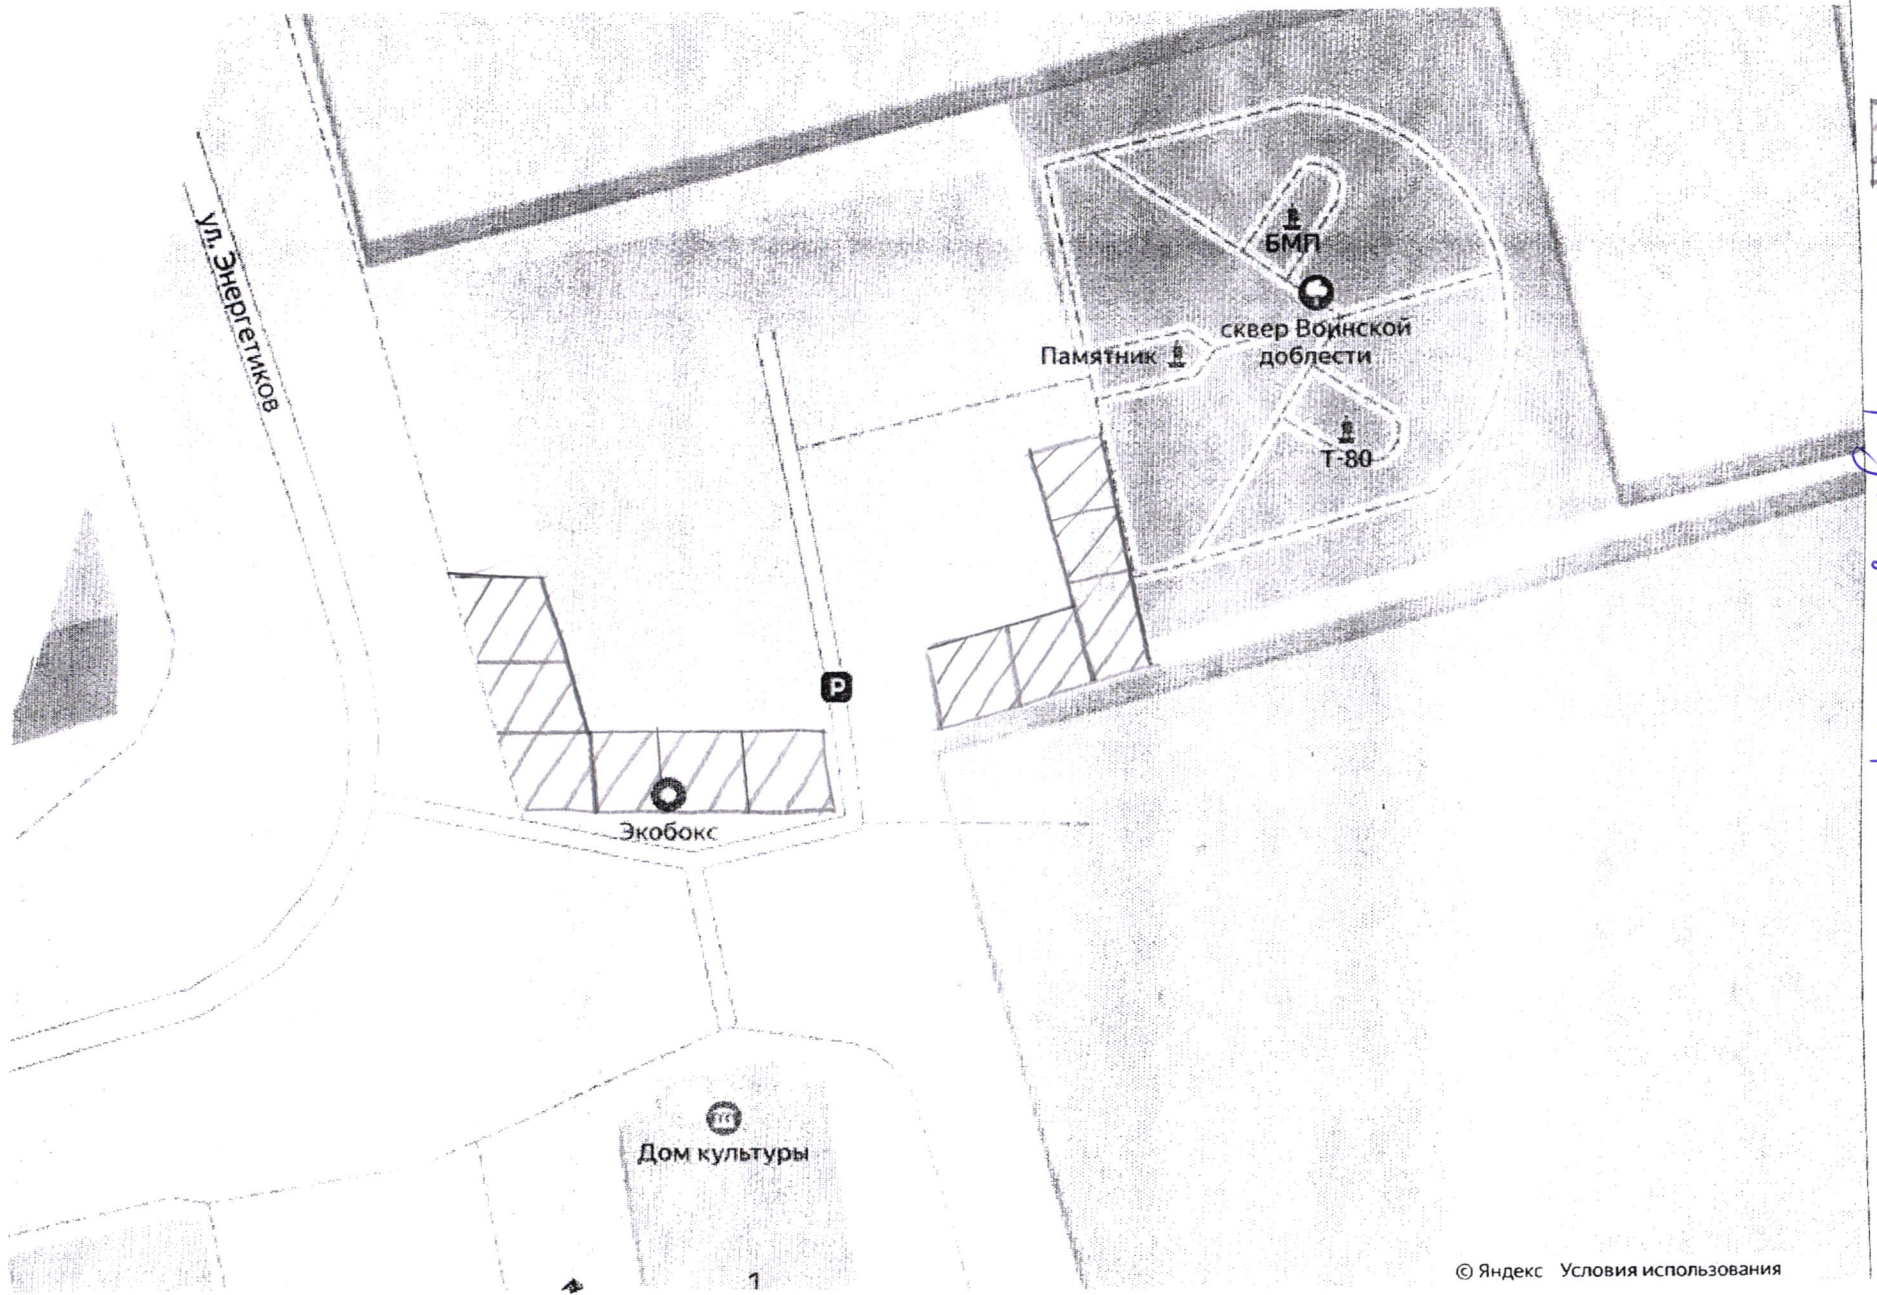 ул. Энергетиков
БМП
сквер Воинской
доблести
Памятник
Т-80
P
Экобокс
Дом культуры
1
© Яндекс Условия использования